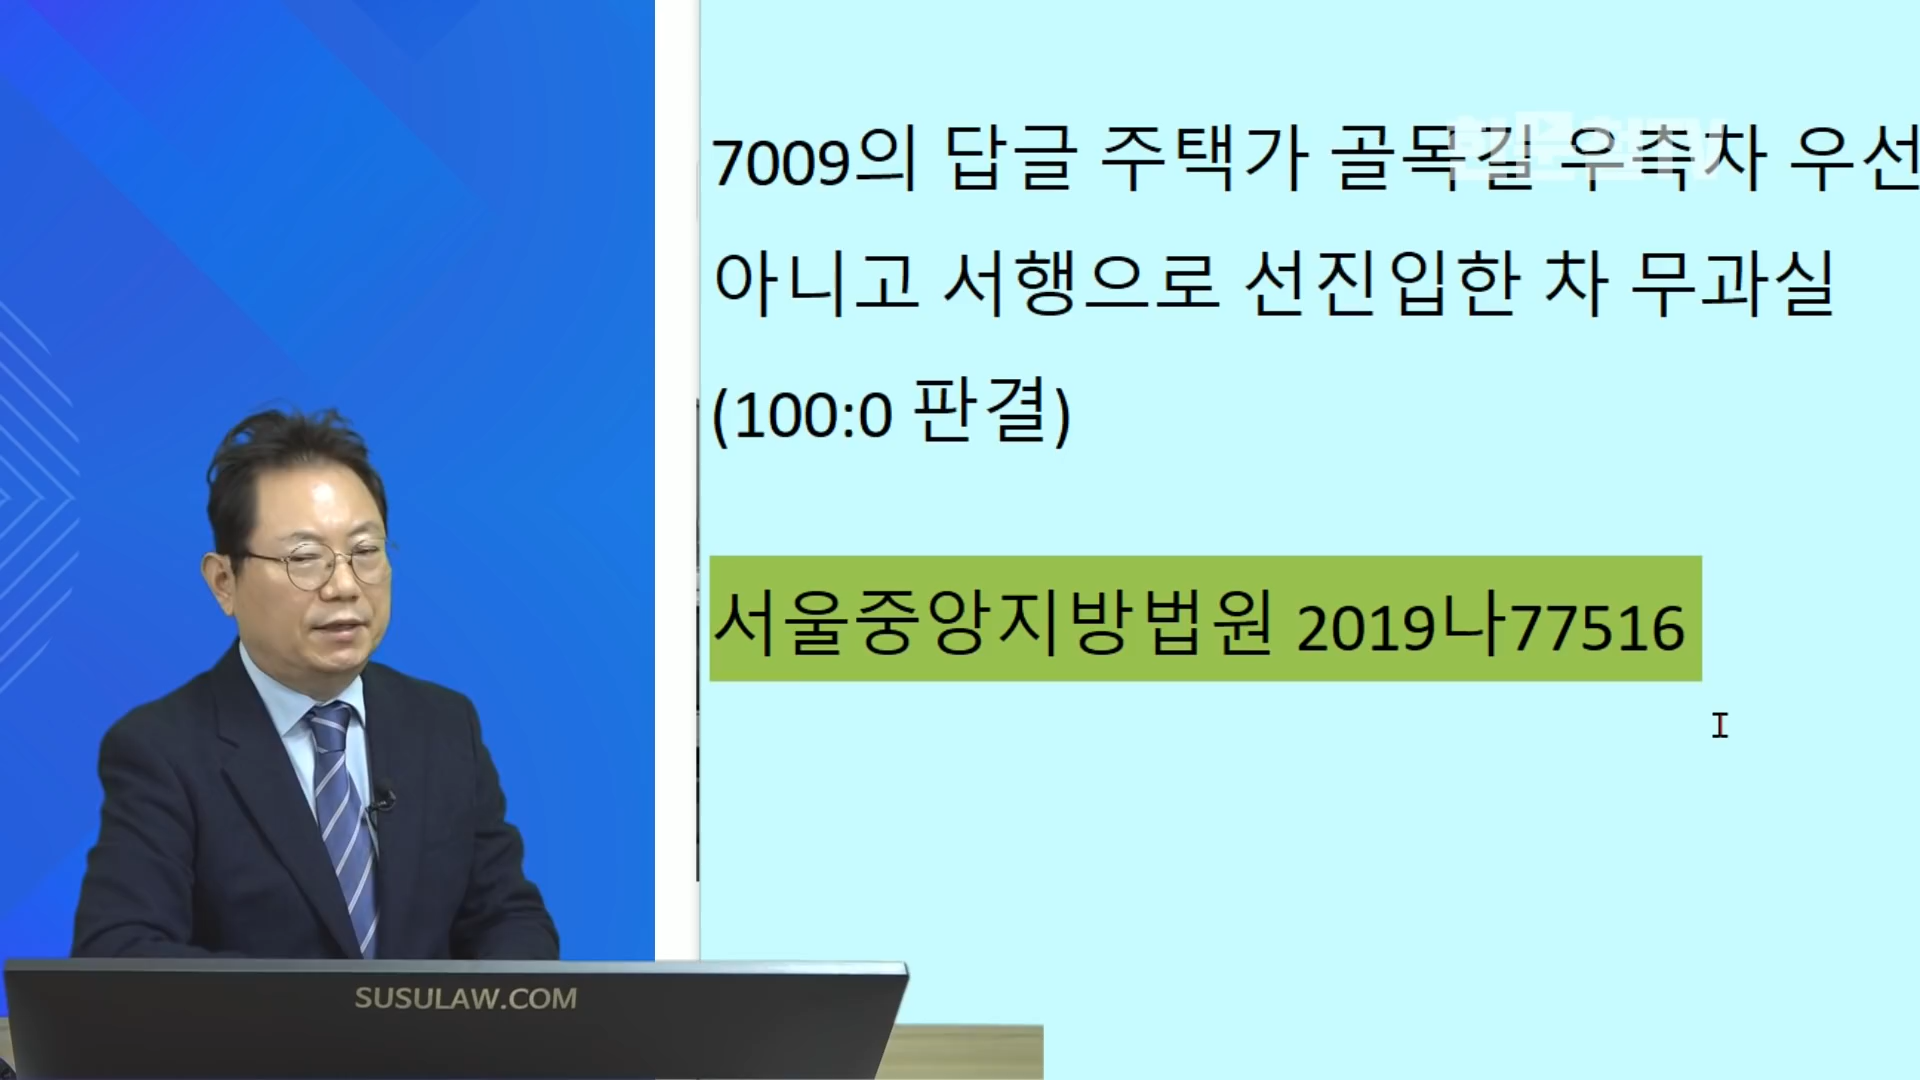 7009의 답글 주택가 골목길 우측차 우선
아니고 서행으로 선진입한 차 무과실
(100:0 판결)
서울중앙지방법원 2019나77516
SUSULAW.COM